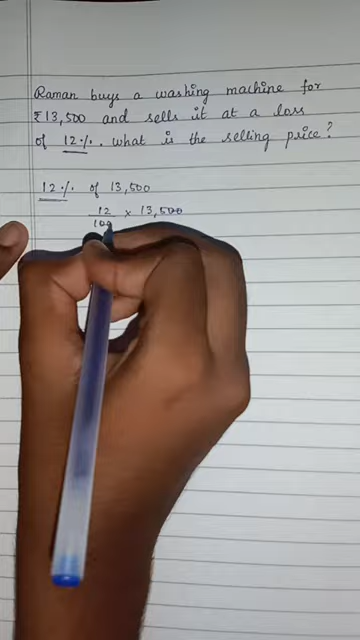 Raman buys a washing machine for
₹13,500 and sells it at a loss
of 12%. What is the selling price?
12% of 13,500
12/100 × 13,500